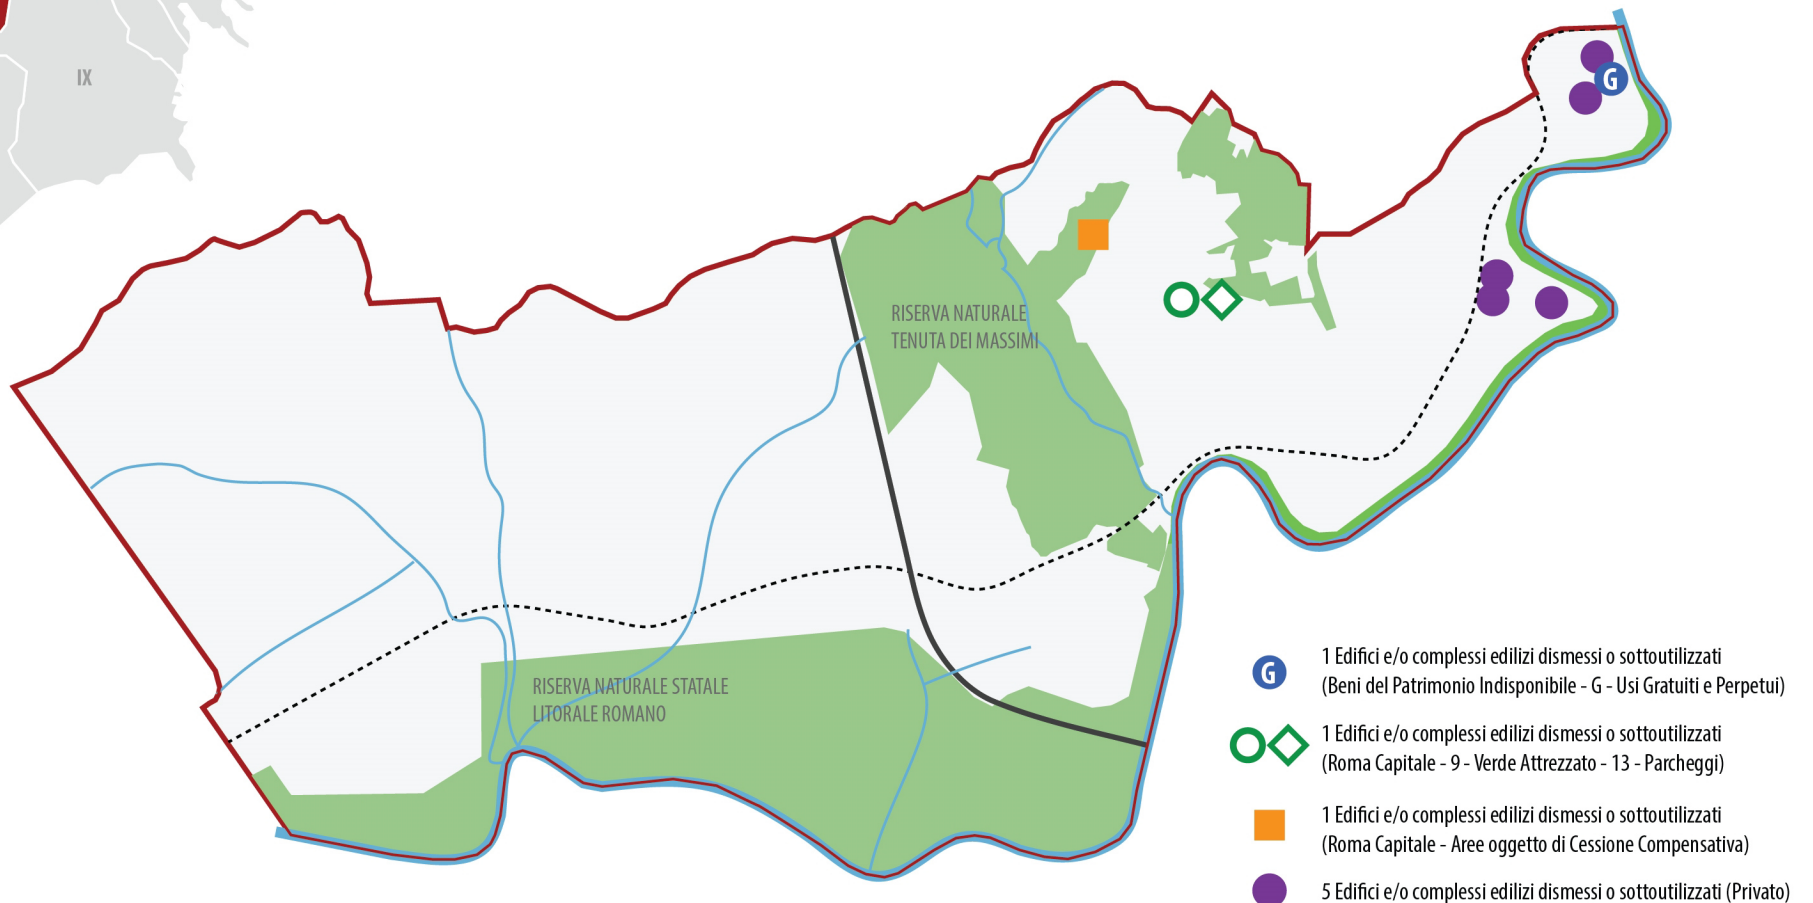 IX
G
RISERVA NATURALE
TENUTA DEI MASSIMI
RISERVA NATURALE STATALE
LITORALE ROMANO
G
1 Edifici e/o complessi edilizi dismessi o sottoutilizzati
(Beni del Patrimonio Indisponibile - G - Usi Gratuiti e Perpetui)
1 Edifici e/o complessi edilizi dismessi o sottoutilizzati
(Roma Capitale - 9 - Verde Attrezzato - 13 - Parcheggi)
1 Edifici e/o complessi edilizi dismessi o sottoutilizzati
(Roma Capitale - Aree oggetto di Cessione Compensativa)
5 Edifici e/o complessi edilizi dismessi o sottoutilizzati (Privato)